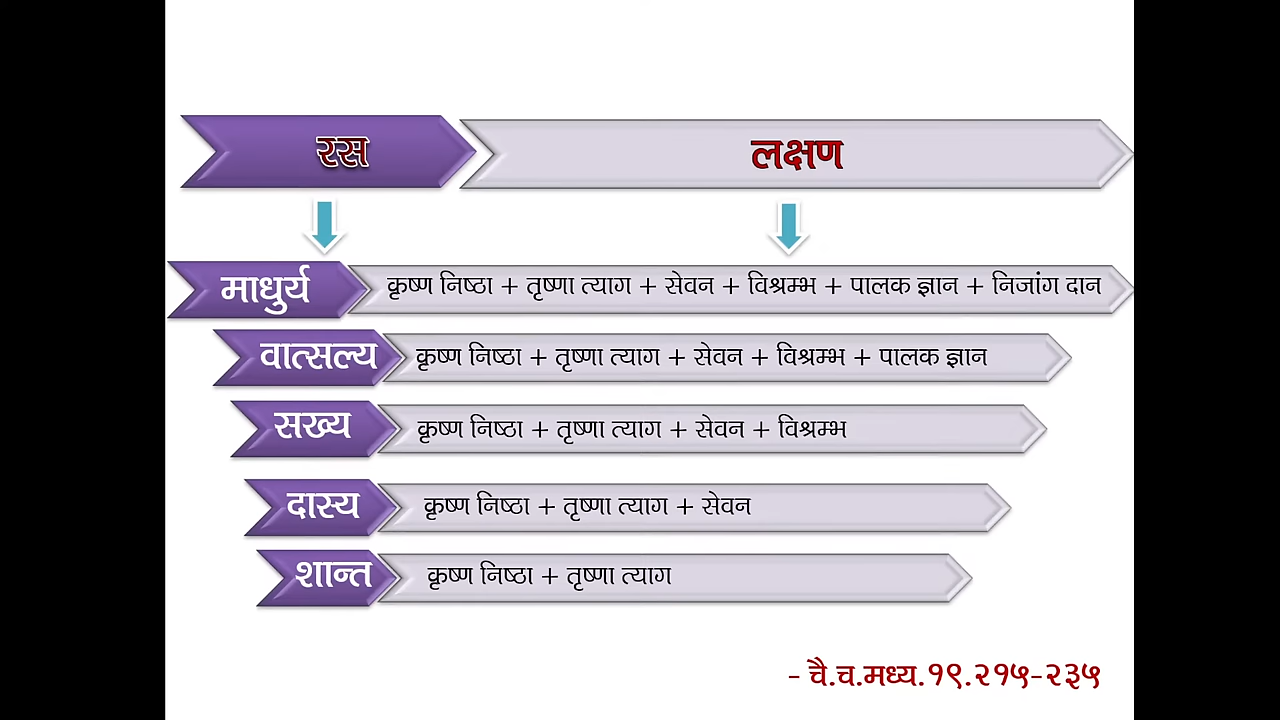 रस लक्षण
माधुर्य कृष्ण निष्ठा + तृष्णा त्याग + सेवन + विश्रम्भ + पालक ज्ञान + निजांग दान
वात्सल्य कृष्ण निष्ठा + तृष्णा त्याग + सेवन + विश्रम्भ + पालक ज्ञान
सख्य कृष्ण निष्ठा + तृष्णा त्याग + सेवन + विश्रम्भ
दास्य कृष्ण निष्ठा + तृष्णा त्याग + सेवन
शान्त कृष्ण निष्ठा + तृष्णा त्याग
- चै.च.मध्य.१९.२१५-२३५